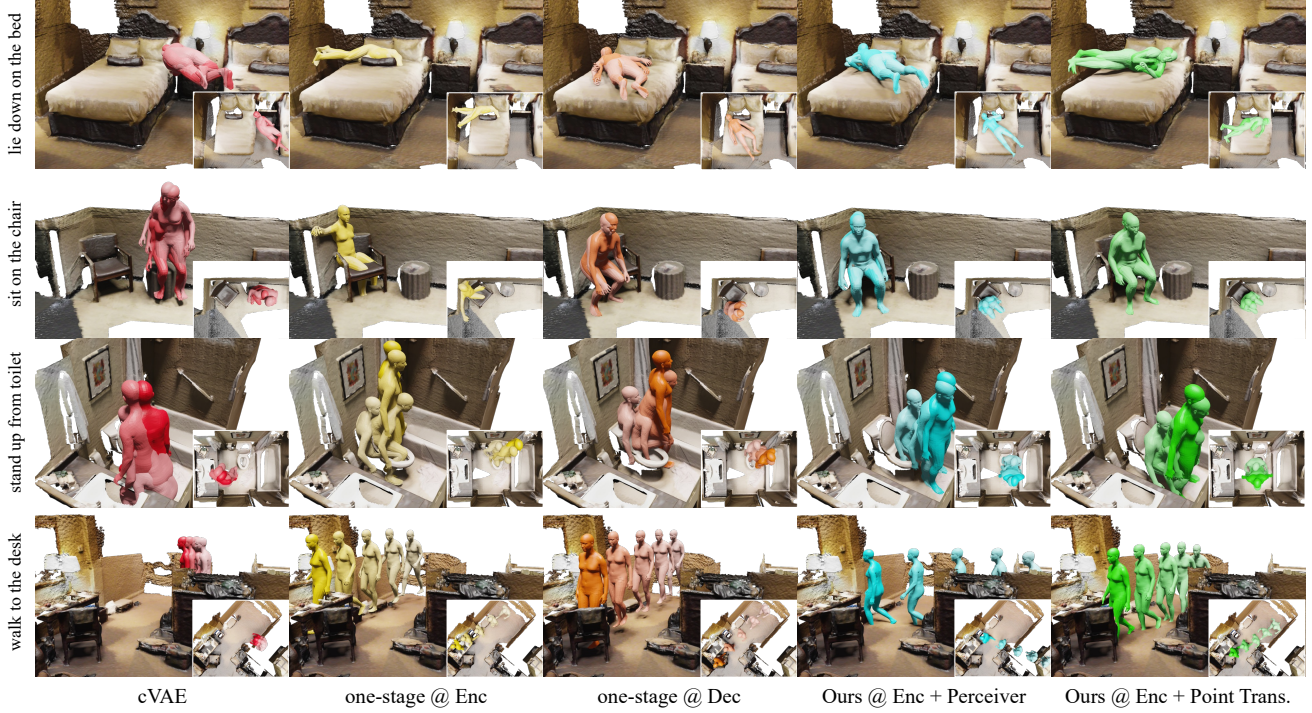 lie down on the bed
sit on the chair
stand up from toilet
walk to the desk
cVAE
one-stage @ Enc
one-stage @ Dec
Ours @ Enc + Perceiver
Ours @ Enc + Point Trans.